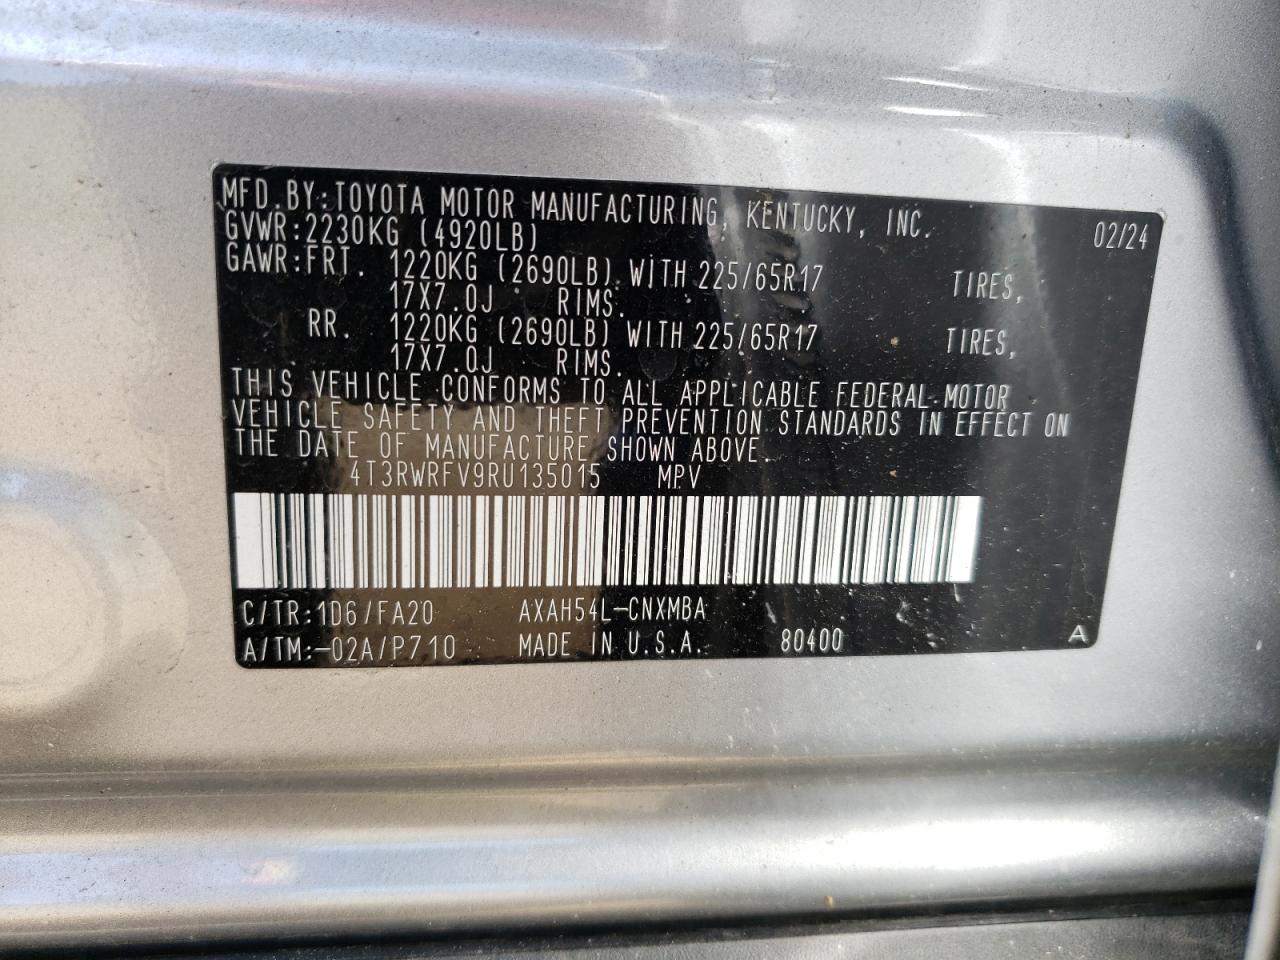 MFD.BY:TOYOTA MOTOR MANUFACTURING, KENTUCKY, INC. 02/24
GVWR:2230KG (4920LB)
GAWR:FRT. 1220KG (2690LB) WITH 225/65R17 TIRES,
17X7.0J RIMS.
RR. 1220KG (2690LB) WITH 225/65R17 TIRES,
17X7.0J RIMS.
THIS VEHICLE CONFORMS TO ALL APPLICABLE FEDERAL MOTOR
VEHICLE SAFETY AND THEFT PREVENTION STANDARDS IN EFFECT ON
THE DATE OF MANUFACTURE SHOWN ABOVE.
4T3RWRFV9RU135015 MPV
C/TR:1D6/FA20 AXAH54L-CNXMBA
A/TM:-02A/P710 MADE IN U.S.A. 80400 A